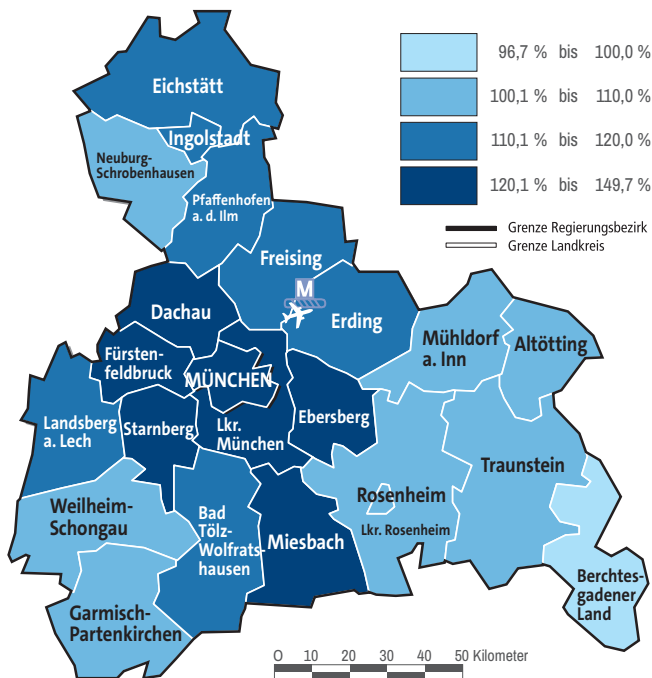 Eichstätt
Ingolstadt
Neuburg-
Schrobenhausen
Pfaffenhofen
a. d. Ilm
Freising
M
Erding
Dachau
Fürsten-
feldbruck
MÜNCHEN
Mühldorf
a. Inn
Altötting
Landsberg
a. Lech
Starnberg
Lkr.
München
Ebersberg
Weilheim-
Schongau
Bad
Tölz-
Wolfrats-
hausen
Miesbach
Rosenheim
Lkr. Rosenheim
Traunstein
Garmisch-
Partenkirchen
Berchtes-
gadener
Land
96,7 % bis 100,0 %
100,1 % bis 110,0 %
110,1 % bis 120,0 %
120,1 % bis 149,7 %
Grenze Regierungsbezirk
Grenze Landkreis
0 10 20 30 40 50 Kilometer